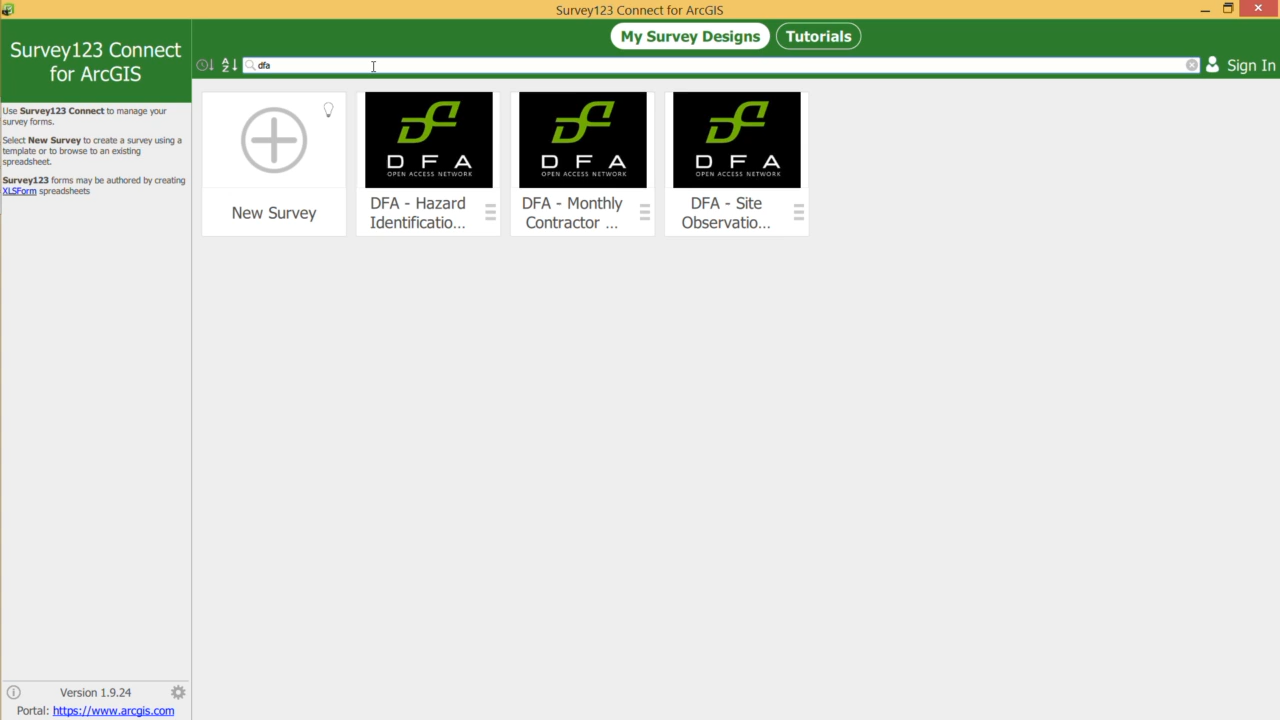 Survey123 Connect for ArcGIS
Survey123 Connect
for ArcGIS
My Survey Designs
Tutorials
dfa
Sign In
Use Survey123 Connect to manage your
survey forms.
Select New Survey to create a survey using a
template or to browse to an existing
spreadsheet.
Survey123 forms may be authored by creating
XLSForm spreadsheets
New Survey
DFA
OPEN ACCESS NETWORK
DFA - Hazard
Identificatio...
DFA
OPEN ACCESS NETWORK
DFA - Monthly
Contractor ...
DFA
OPEN ACCESS NETWORK
DFA - Site
Observatio...
Version 1.9.24
Portal: https://www.arcgis.com